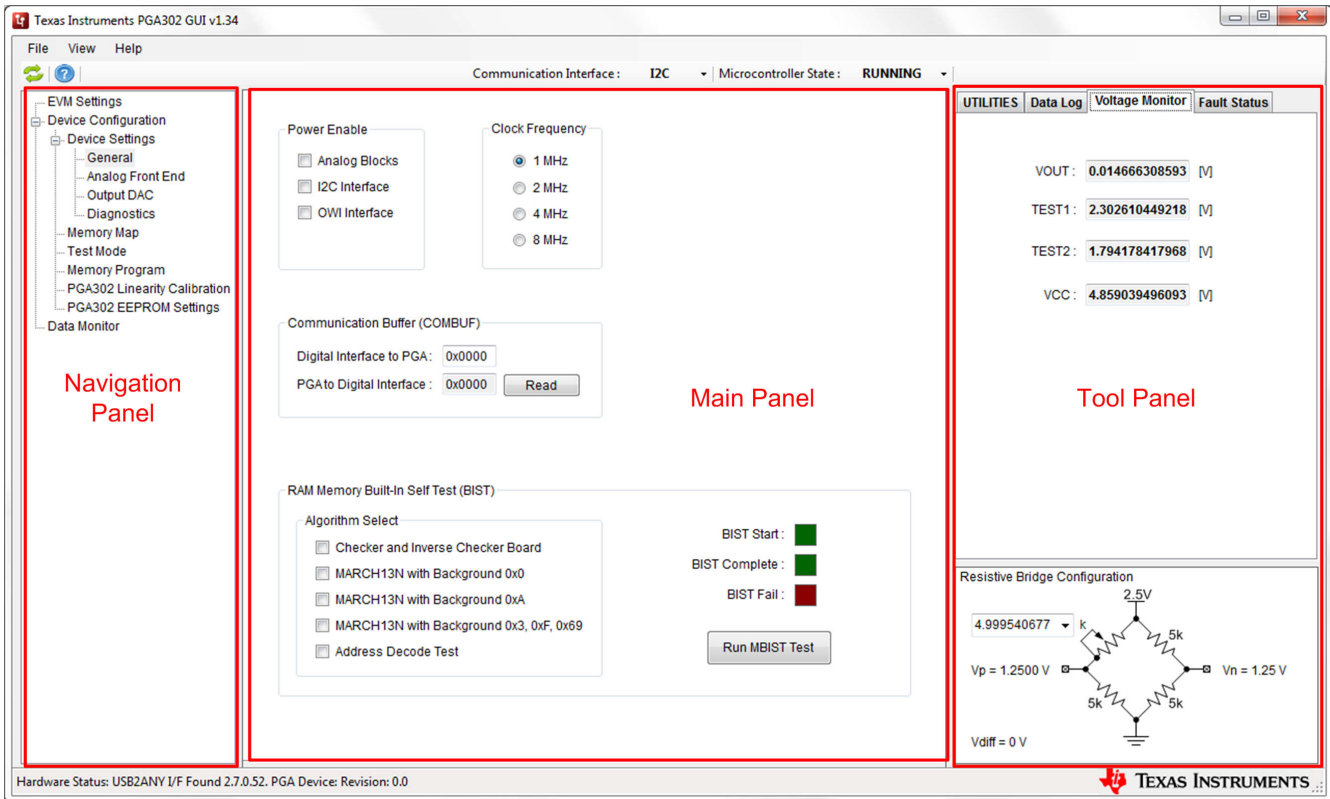 Texas Instruments PGA302 GUI v1.34
File View Help
Communication Interface : I2C Microcontroller State : RUNNING
EVM Settings
Device Configuration
Device Settings
General
Analog Front End
Output DAC
Diagnostics
Memory Map
Test Mode
Memory Program
PGA302 Linearity Calibration
PGA302 EEPROM Settings
Data Monitor
Navigation
Panel
Power Enable
Analog Blocks
I2C Interface
OWI Interface
Clock Frequency
1 MHz
2 MHz
4 MHz
8 MHz
Communication Buffer (COMBUF)
Digital Interface to PGA : 0x0000
PGA to Digital Interface : 0x0000 Read
Main Panel
RAM Memory Built-In Self Test (BIST)
Algorithm Select
Checker and Inverse Checker Board
MARCH13N with Background 0x0
MARCH13N with Background 0xA
MARCH13N with Background 0x3, 0xF, 0x69
Address Decode Test
BIST Start :
BIST Complete :
BIST Fail :
Run MBIST Test
UTILITIES Data Log Voltage Monitor Fault Status
VOUT : 0.014666308593 [V]
TEST1 : 2.302610449218 [V]
TEST2 : 1.794178417968 [V]
VCC : 4.859039496093 [V]
Tool Panel
Resistive Bridge Configuration
2.5V
4.999540677 k
5k
Vp = 1.2500 V Vn = 1.25 V
5k 5k
Vdiff = 0 V
Hardware Status: USB2ANY I/F Found 2.7.0.52. PGA Device: Revision: 0.0
TEXAS INSTRUMENTS